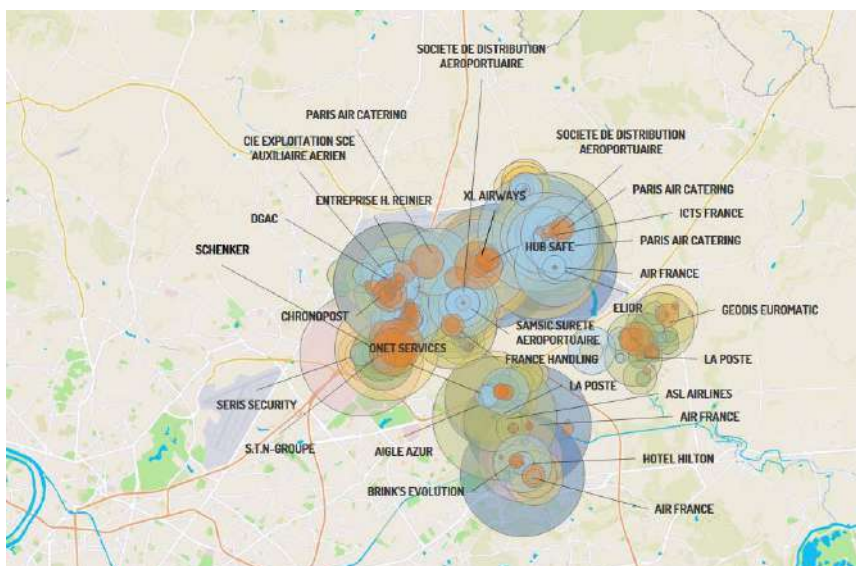 SOCIETE DE DISTRIBUTION
AEROPORTUAIRE
PARIS AIR CATERING
CIE EXPLOITATION SCE
AUXILIAIRE AERIEN
SOCIETE DE DISTRIBUTION
AEROPORTUAIRE
ENTREPRISE H. REINIER
XL AIRWAYS
PARIS AIR CATERING
DGAC
ICTS FRANCE
SCHENKER
HUB SAFE
PARIS AIR CATERING
AIR FRANCE
CHRONOPOST
ELIOR
GEODIS EUROMATIC
SAMSIC SURETE
AEROPORTUAIRE
ONET SERVICES
FRANCE HANDLING
LA POSTE
LA POSTE
ASL AIRLINES
SERIS SECURITY
AIR FRANCE
S.T.N-GROUPE
AIGLE AZUR
HOTEL HILTON
BRINK'S EVOLUTION
AIR FRANCE